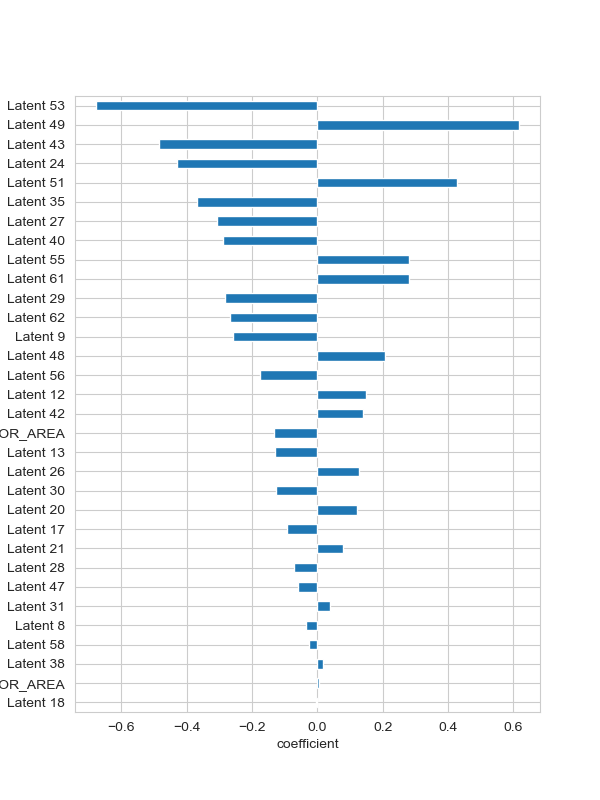 Latent 53
Latent 49
Latent 43
Latent 24
Latent 51
Latent 35
Latent 27
Latent 40
Latent 55
Latent 61
Latent 29
Latent 62
Latent 9
Latent 48
Latent 56
Latent 12
Latent 42
OR_AREA
Latent 13
Latent 26
Latent 30
Latent 20
Latent 17
Latent 21
Latent 28
Latent 47
Latent 31
Latent 8
Latent 58
Latent 38
OR_AREA
Latent 18
−0.6 −0.4 −0.2 0.0 0.2 0.4 0.6
coefficient